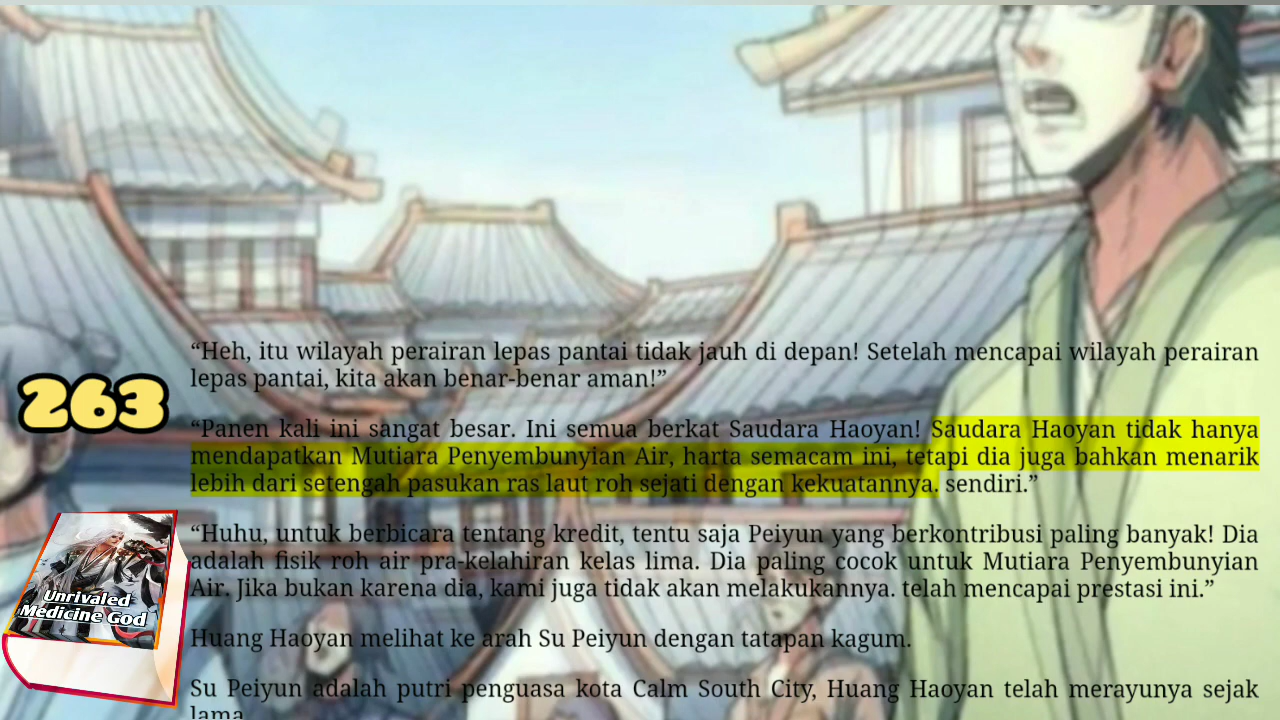 “Heh, itu wilayah perairan lepas pantai tidak jauh di depan! Setelah mencapai wilayah perairan
lepas pantai, kita akan benar-benar aman!”
263
“Panen kali ini sangat besar. Ini semua berkat Saudara Haoyan! Saudara Haoyan tidak hanya
mendapatkan Mutiara Penyembunyian Air, harta semacam ini, tetapi dia juga bahkan menarik
lebih dari setengah pasukan ras laut roh sejati dengan kekuatannya. sendiri.”
“Huhu, untuk berbicara tentang kredit, tentu saja Peiyun yang berkontribusi paling banyak! Dia
adalah fisik roh air pra-kelahiran kelas lima. Dia paling cocok untuk Mutiara Penyembunyian
Air. Jika bukan karena dia, kami juga tidak akan melakukannya. telah mencapai prestasi ini.”
Unrivaled
Medicine God
Huang Haoyan melihat ke arah Su Peiyun dengan tatapan kagum.
Su Peiyun adalah putri penguasa kota Calm South City, Huang Haoyan telah merayunya sejak
lama.